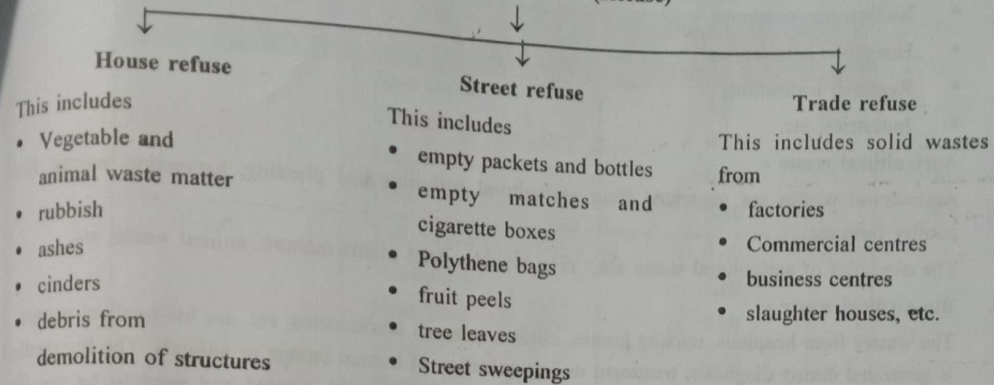 House refuse
This includes
• Vegetable and
animal waste matter
• rubbish
• ashes
• cinders
• debris from
demolition of structures
Street refuse
This includes
• empty packets and bottles
• empty matches and
cigarette boxes
• Polythene bags
• fruit peels
• tree leaves
• Street sweepings
Trade refuse
This includes solid wastes
from
• factories
• Commercial centres
• business centres
• slaughter houses, etc.